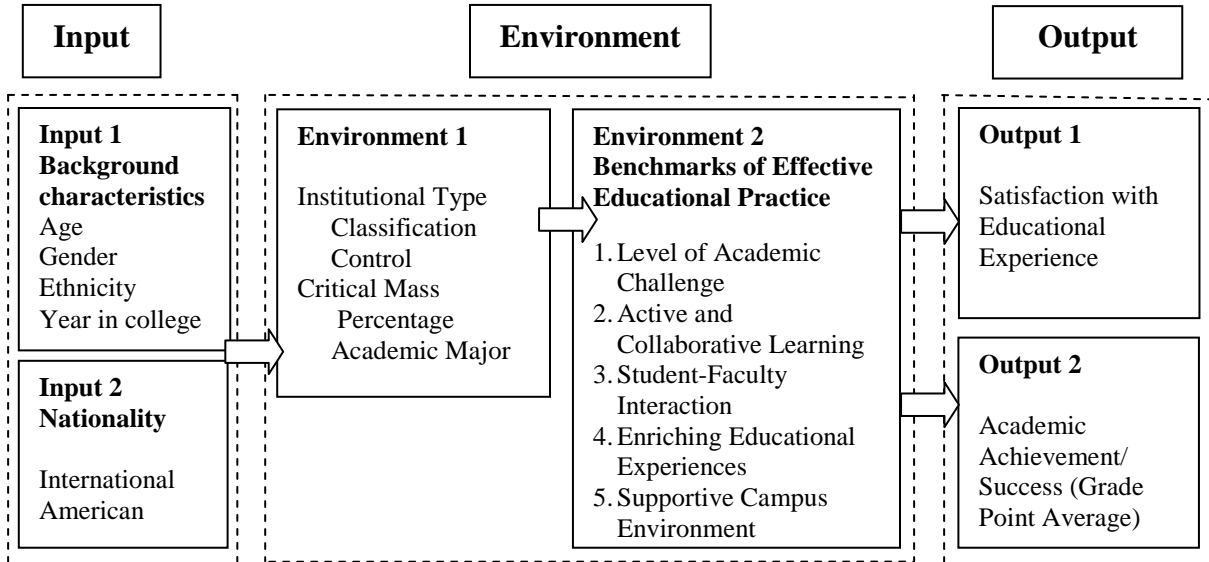 Input
Environment
Output
Input 1
Background
characteristics
Age
Gender
Ethnicity
Year in college
Input 2
Nationality
International
American
Environment 1
Institutional Type
Classification
Control
Critical Mass
Percentage
Academic Major
Environment 2
Benchmarks of Effective
Educational Practice
1. Level of Academic
Challenge
2. Active and
Collaborative Learning
3. Student-Faculty
Interaction
4. Enriching Educational
Experiences
5. Supportive Campus
Environment
Output 1
Satisfaction with
Educational
Experience
Output 2
Academic
Achievement/
Success (Grade
Point Average)